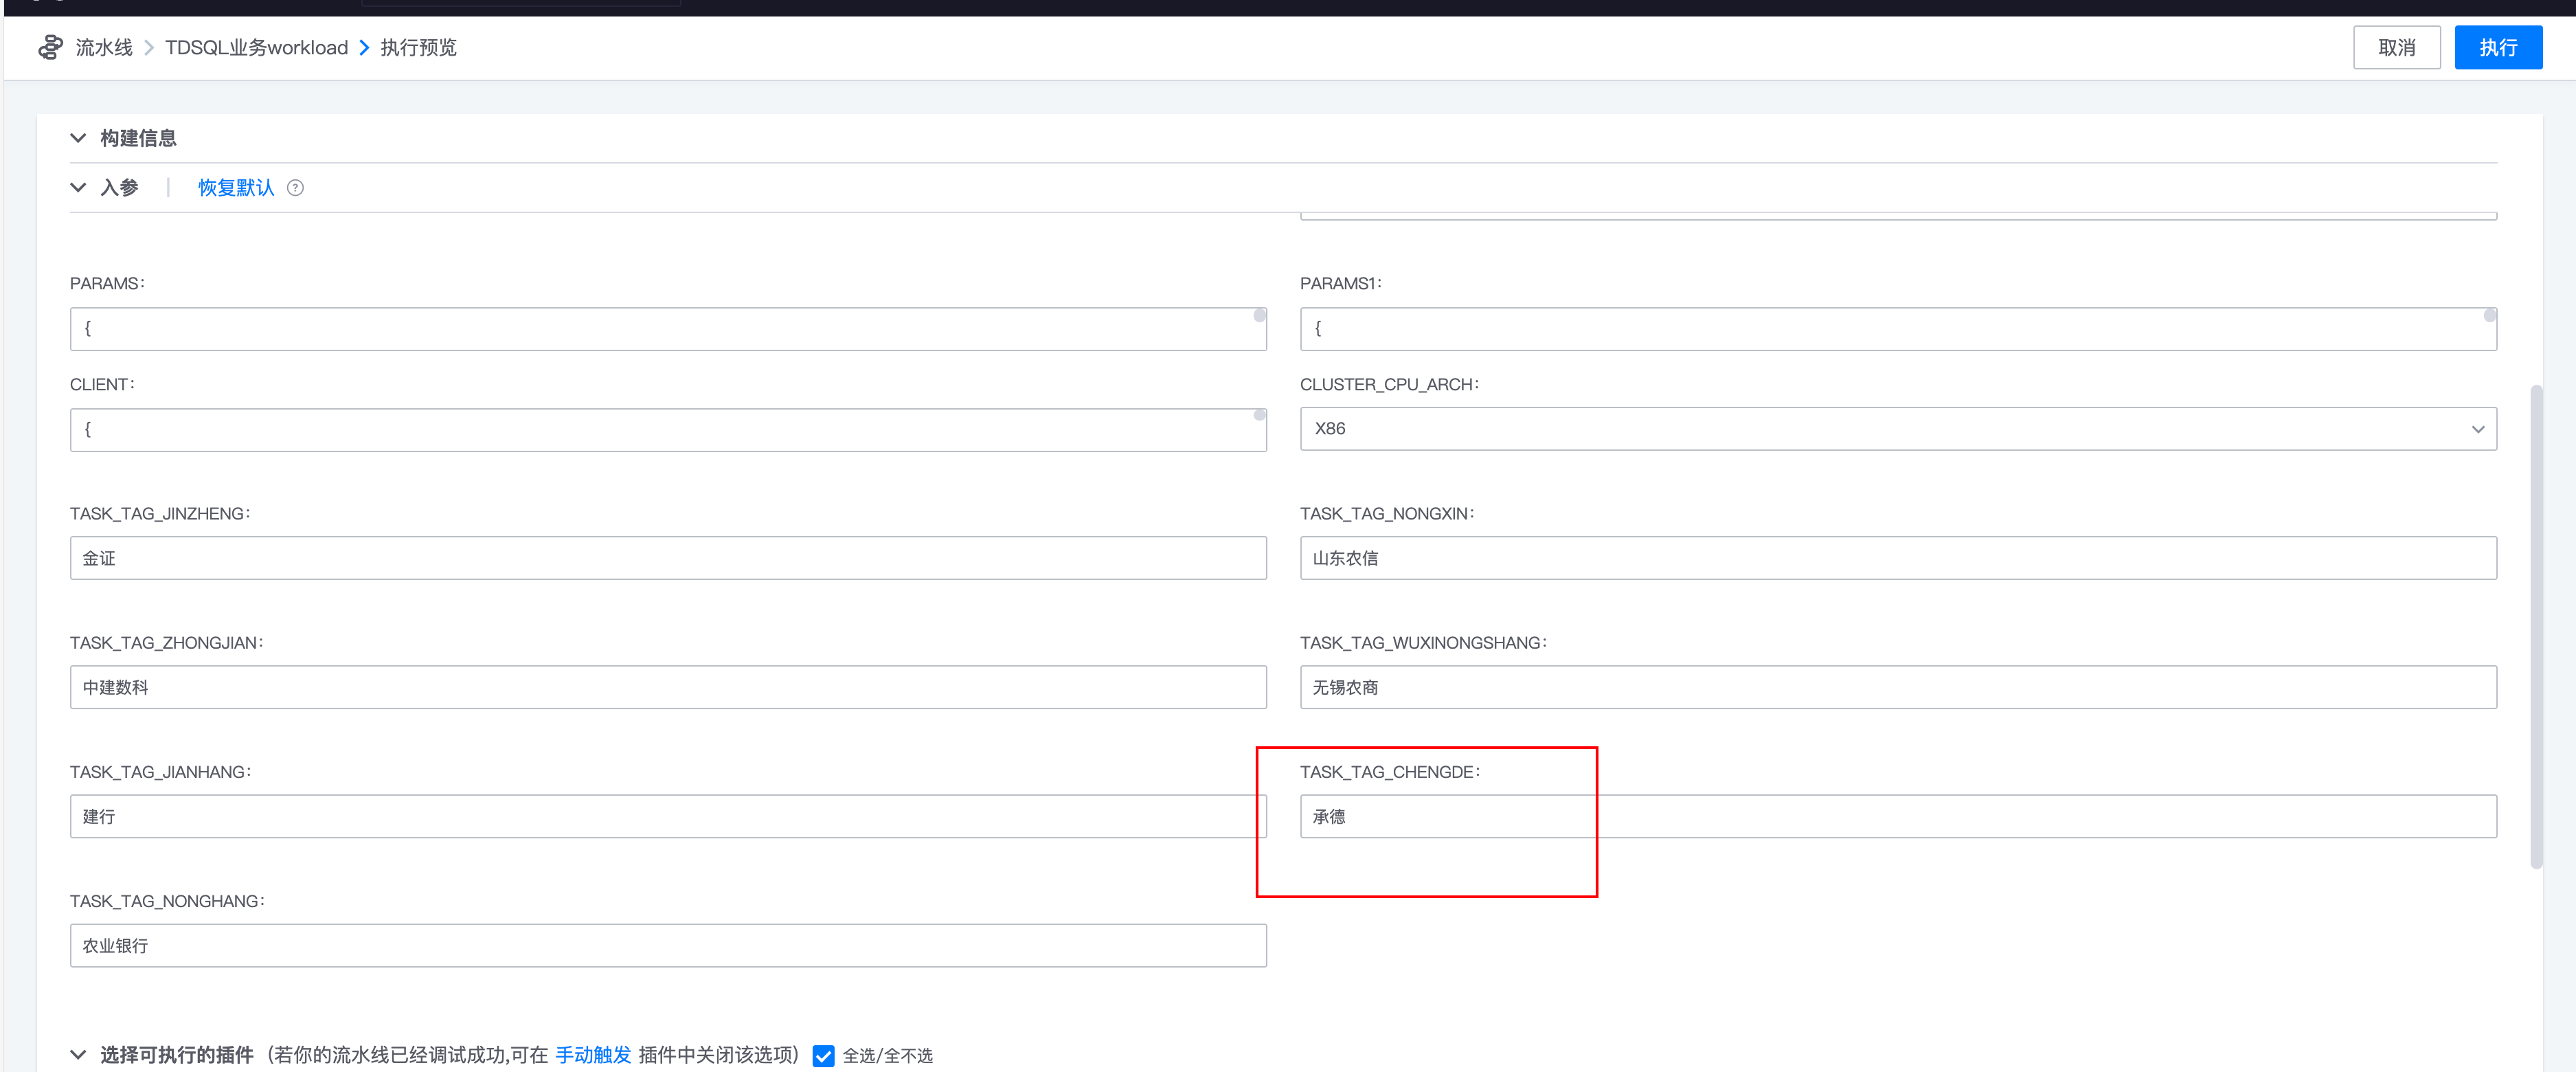 流水线 TDSQL业务workload 执行预览 取消 执行
构建信息
入参 恢复默认 ?
PARAMS: PARAMS1:
{ {
CLIENT: CLUSTER_CPU_ARCH:
{ X86
TASK_TAG_JINZHENG: TASK_TAG_NONGXIN:
金证 山东农信
TASK_TAG_ZHONGJIAN: TASK_TAG_WUXINONGSHANG:
中建数科 无锡农商
TASK_TAG_JIANHANG: TASK_TAG_CHENGDE:
建行 承德
TASK_TAG_NONGHANG:
农业银行
选择可执行的插件 (若你的流水线已经调试成功,可在 手动触发 插件中关闭该选项) 全选/全不选